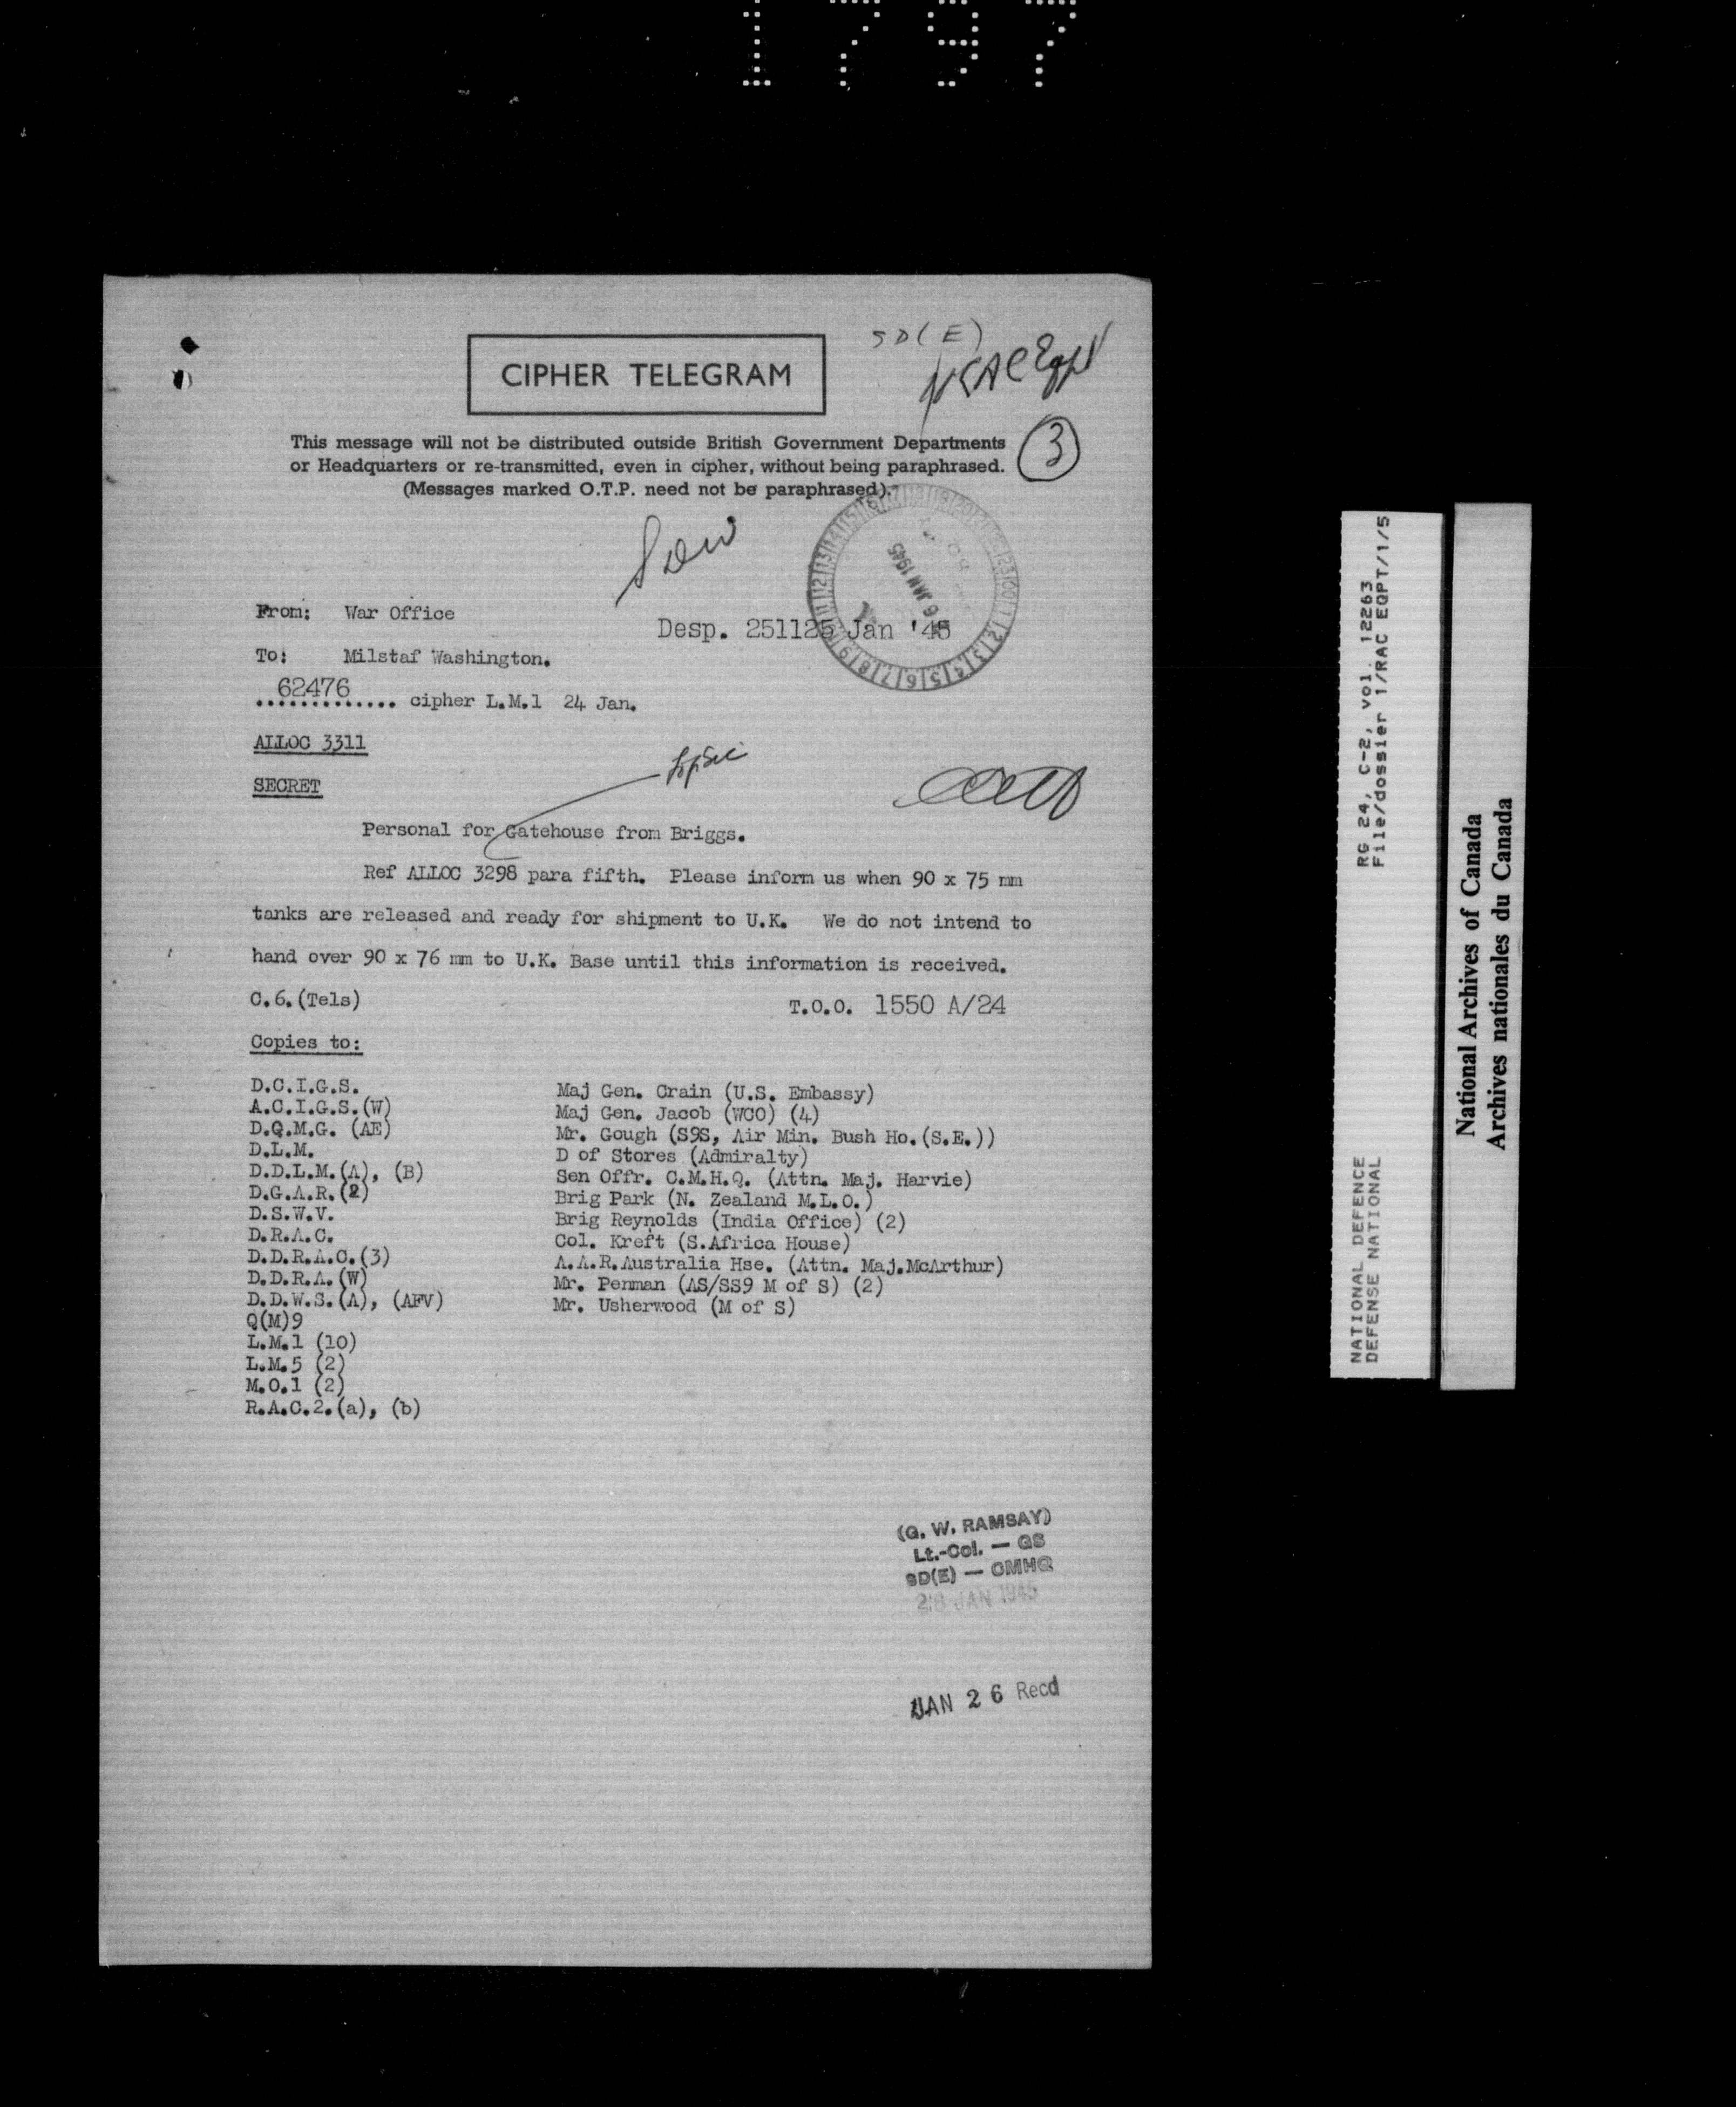 1797
SD(E)
CIPHER TELEGRAM
3
This message will not be distributed outside British Government Departments
or Headquarters or re-transmitted, even in cipher, without being paraphrased.
(Messages marked O.T.P. need not be paraphrased).
From: War Office
Desp. 251125 Jan '45
To: Milstaf Washington.
62476 cipher L.M.1 24 Jan.
ALLOC 3311
SECRET
Personal for Gatehouse from Briggs.
Ref ALLOC 3298 para fifth. Please inform us when 90 x 75 mm
tanks are released and ready for shipment to U.K. We do not intend to
hand over 90 x 76 mm to U.K. Base until this information is received.
C.6.(Tels)
T.O.O. 1550 A/24
Copies to:
D.C.I.G.S.
A.C.I.G.S.(W)
D.Q.M.G. (AE)
D.L.M.
D.D.L.M.(A), (B)
D.G.A.R.(2)
D.S.W.V.
D.R.A.C.
D.D.R.A.C.(3)
D.D.R.A.(W)
D.D.W.S.(A), (AFV)
Q(M)9
L.M.1 (10)
L.M.5 (2)
M.O.1 (2)
R.A.C.2.(a), (b)
Maj Gen. Crain (U.S. Embassy)
Maj Gen. Jacob (WCO) (4)
Mr. Gough (S9S, Air Min. Bush Ho.(S.E.))
D of Stores (Admiralty)
Sen Offr. C.M.H.Q. (Attn. Maj. Harvie)
Brig Park (N. Zealand M.L.O.)
Brig Reynolds (India Office) (2)
Col. Kreft (S.Africa House)
A.A.R.Australia Hse. (Attn. Maj.McArthur)
Mr. Penman (AS/SS9 M of S) (2)
Mr. Usherwood (M of S)
(G. W. RAMSAY)
Lt.-Col. — GS
SD(E) — CMHQ
26 JAN 1945
JAN 26 Recd
RG 24, C-2, vol. 12263
File/dossier 1/RAC EQPT/1/5
NATIONAL DEFENCE
DEFENSE NATIONAL
National Archives of Canada
Archives nationales du Canada